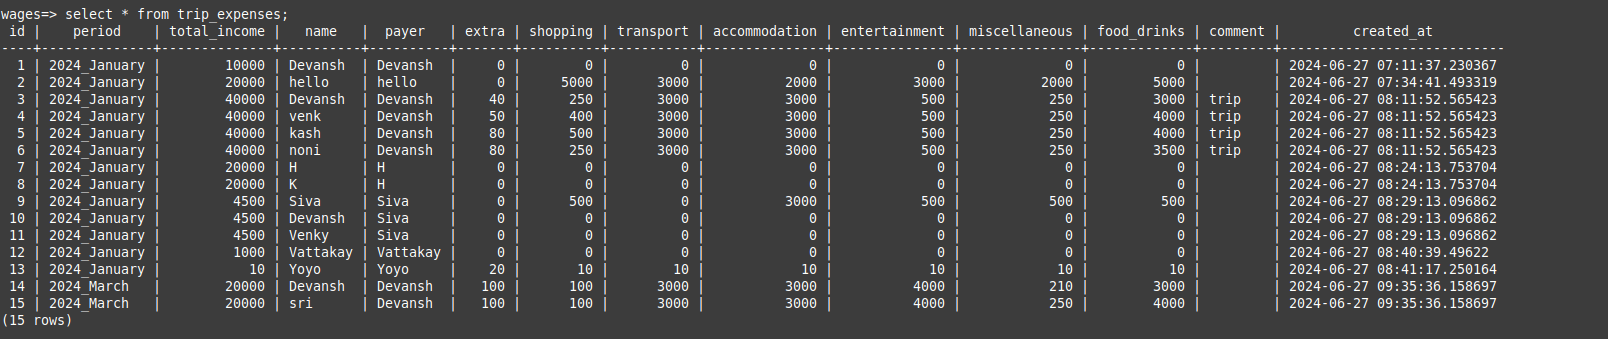 wages=> select * from trip_expenses;
 id |    period    | total_income |   name   |  payer   | extra | shopping | transport | accommodation | entertainment | miscellaneous | food_drinks | comment |         created_at
----+--------------+--------------+----------+----------+-------+----------+-----------+---------------+---------------+---------------+-------------+---------+----------------------------
  1 | 2024_January |        10000 | Devansh  | Devansh  |     0 |        0 |         0 |             0 |             0 |             0 |           0 |         | 2024-06-27 07:11:37.230367
  2 | 2024_January |        20000 | hello    | hello    |     0 |     5000 |      3000 |          2000 |          3000 |          2000 |        5000 |         | 2024-06-27 07:34:41.493319
  3 | 2024_January |        40000 | Devansh  | Devansh  |    40 |      250 |      3000 |          3000 |           500 |           250 |        3000 | trip    | 2024-06-27 08:11:52.565423
  4 | 2024_January |        40000 | venk     | Devansh  |    50 |      400 |      3000 |          3000 |           500 |           250 |        4000 | trip    | 2024-06-27 08:11:52.565423
  5 | 2024_January |        40000 | kash     | Devansh  |    80 |      500 |      3000 |          3000 |           500 |           250 |        4000 | trip    | 2024-06-27 08:11:52.565423
  6 | 2024_January |        40000 | noni     | Devansh  |    80 |      250 |      3000 |          3000 |           500 |           250 |        3500 | trip    | 2024-06-27 08:11:52.565423
  7 | 2024_January |        20000 | H        | H        |     0 |        0 |         0 |             0 |             0 |             0 |           0 |         | 2024-06-27 08:24:13.753704
  8 | 2024_January |        20000 | K        | H        |     0 |        0 |         0 |             0 |             0 |             0 |           0 |         | 2024-06-27 08:24:13.753704
  9 | 2024_January |         4500 | Siva     | Siva     |     0 |      500 |         0 |          3000 |           500 |           500 |         500 |         | 2024-06-27 08:29:13.096862
 10 | 2024_January |         4500 | Devansh  | Siva     |     0 |        0 |         0 |             0 |             0 |             0 |           0 |         | 2024-06-27 08:29:13.096862
 11 | 2024_January |         4500 | Venky    | Siva     |     0 |        0 |         0 |             0 |             0 |             0 |           0 |         | 2024-06-27 08:29:13.096862
 12 | 2024_January |         1000 | Vattakay | Vattakay |     0 |        0 |         0 |             0 |             0 |             0 |           0 |         | 2024-06-27 08:40:39.49622
 13 | 2024_January |           10 | Yoyo     | Yoyo     |    20 |       10 |        10 |            10 |            10 |            10 |          10 |         | 2024-06-27 08:41:17.250164
 14 | 2024_March   |        20000 | Devansh  | Devansh  |   100 |      100 |      3000 |          3000 |          4000 |           210 |        3000 |         | 2024-06-27 09:35:36.158697
 15 | 2024_March   |        20000 | sri      | Devansh  |   100 |      100 |      3000 |          3000 |          4000 |           250 |        4000 |         | 2024-06-27 09:35:36.158697
(15 rows)